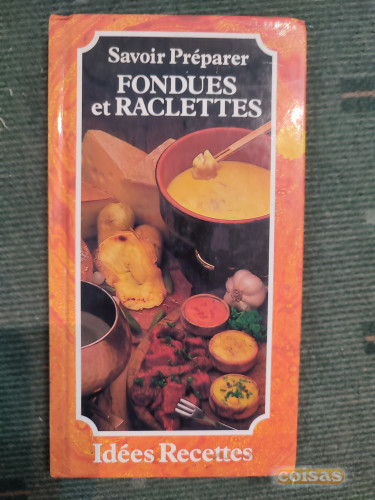 Savoir Préparer
FONDUES
et RACLETTES
Idées Recettes
coisas